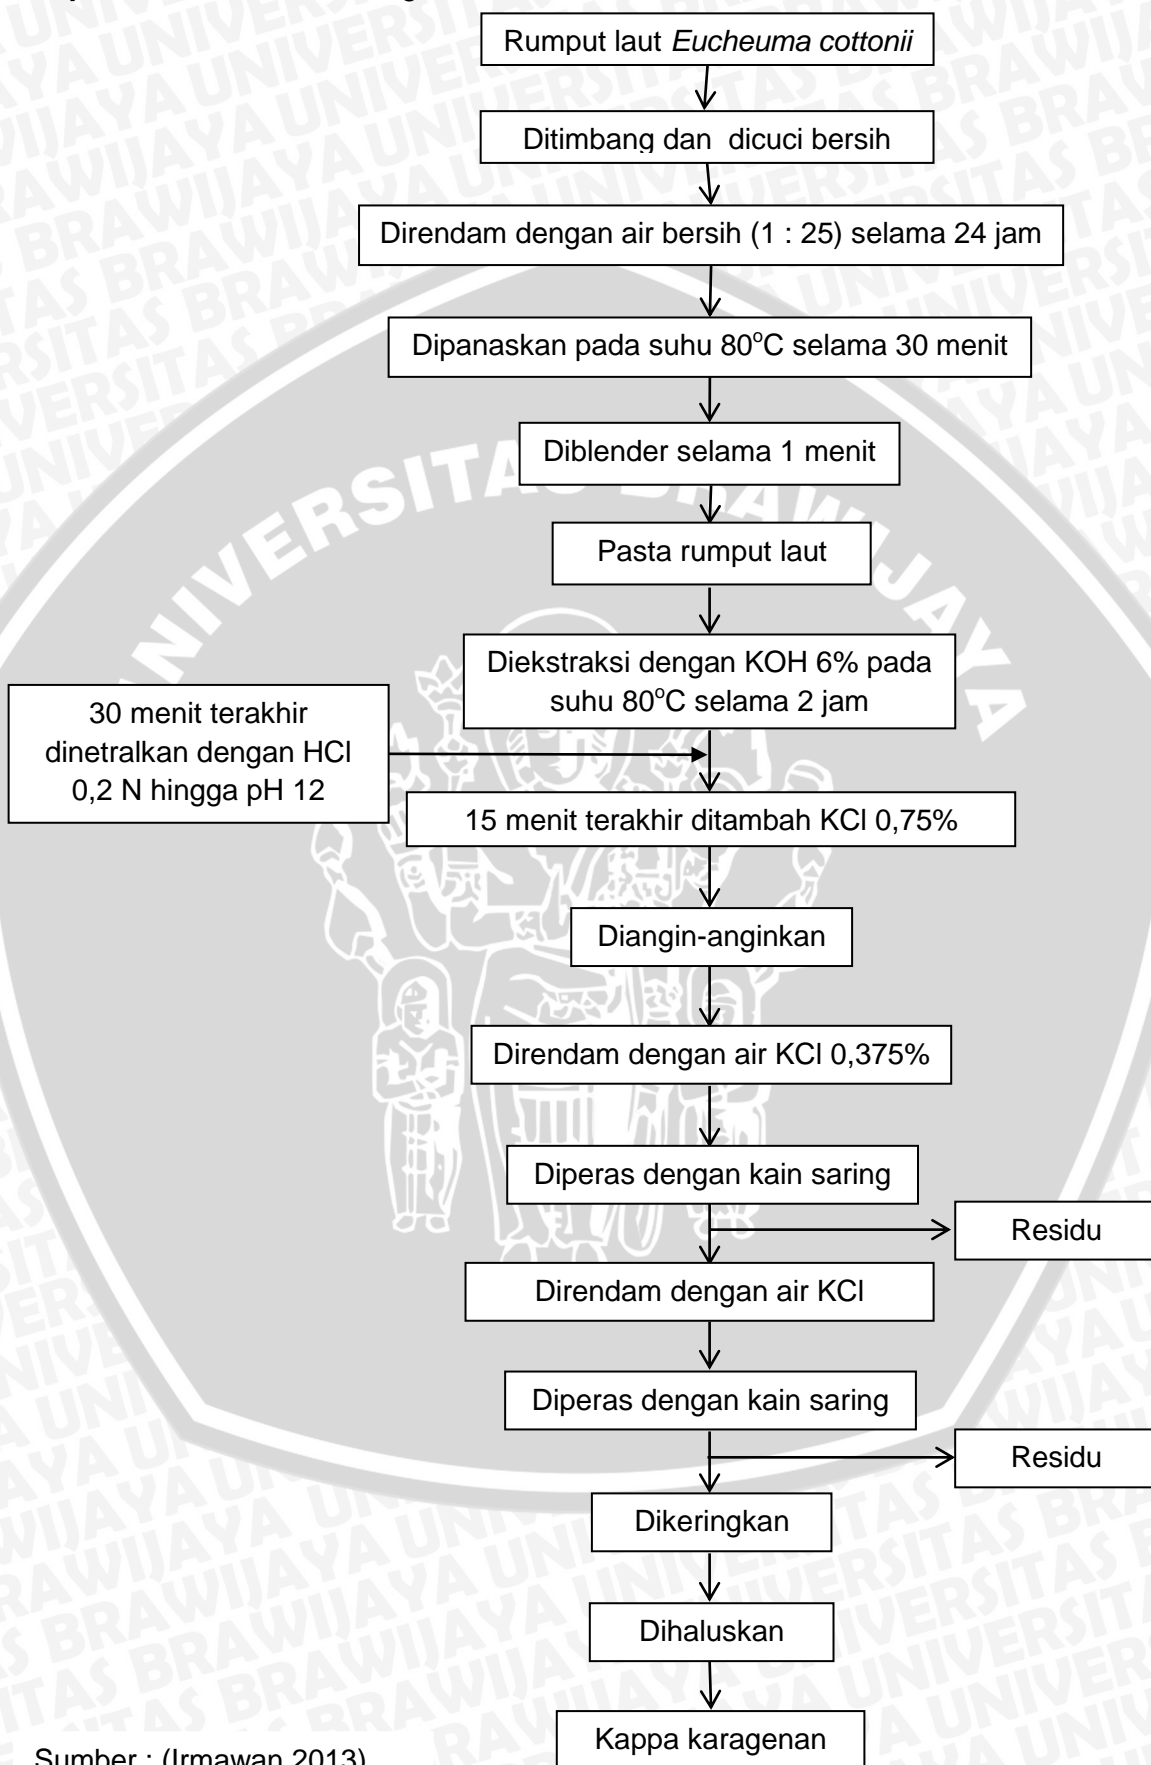 Rumput laut Eucheuma cottonii
Ditimbang dan dicuci bersih
Direndam dengan air bersih (1 : 25) selama 24 jam
Dipanaskan pada suhu 80°C selama 30 menit
Diblender selama 1 menit
Pasta rumput laut
Diekstraksi dengan KOH 6% pada
suhu 80°C selama 2 jam
30 menit terakhir
dinetralkan dengan HCl
0,2 N hingga pH 12
15 menit terakhir ditambah KCl 0,75%
Diangin-anginkan
Direndam dengan air KCl 0,375%
Diperas dengan kain saring
Residu
Direndam dengan air KCl
Diperas dengan kain saring
Residu
Dikeringkan
Dihaluskan
Kappa karagenan
Sumber : (Irmawan 2013)
UNIVERSITAS BRAWIJAYA